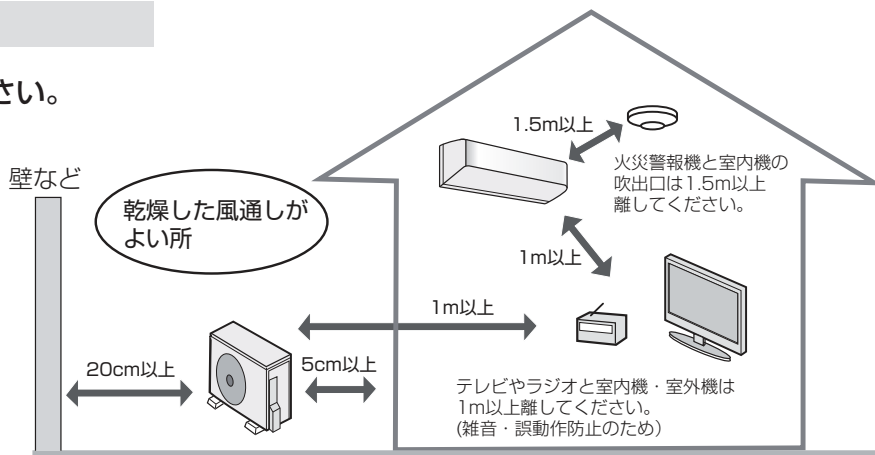 さい。
壁など
乾燥した風通しが
よい所
1.5m以上
火災警報機と室内機の
吹出口は1.5m以上
離してください。
1m以上
1m以上
20cm以上
5cm以上
テレビやラジオと室内機・室外機は
1m以上離してください。
(雑音・誤動作防止のため)